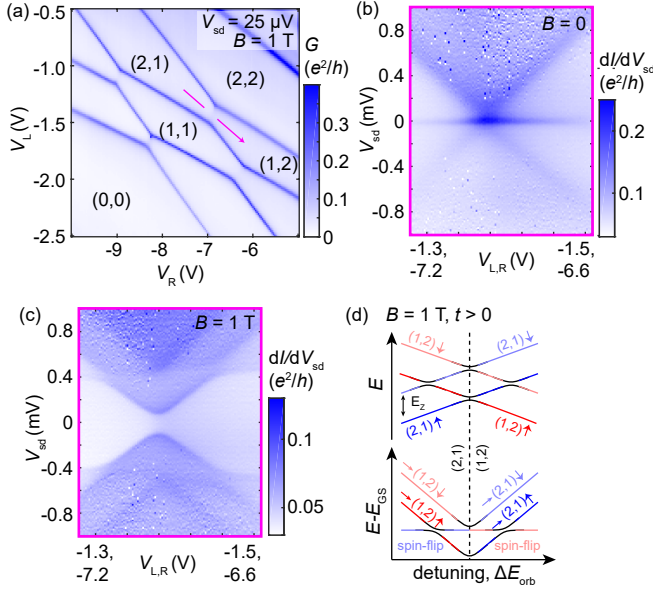 (a)
V_sd = 25 µV
B = 1 T
G
(e²/h)
(2,1)
(2,2)
(1,1)
(1,2)
(0,0)
V_L (V)
-1.0
-1.5
-2.0
-2.5
-9
-8
-7
-6
V_R (V)
0.3
0.2
0.1
0
(b)
B = 0
dI/dV_sd
(e²/h)
V_sd (mV)
0.8
0.4
0
-0.4
-0.8
-1.3,
-7.2
V_L,R (V)
-1.5,
-6.6
0.2
0.1
(c)
B = 1 T
dI/dV_sd
(e²/h)
V_sd (mV)
0.8
0.4
0
-0.4
-0.8
-1.3,
-7.2
V_L,R (V)
-1.5,
-6.6
0.1
0.05
(d)
B = 1 T, t > 0
E
(1,2)↓
(2,1)↓
E_Z
(2,1)↑
(1,2)↑
(2,1)
(1,2)
E-E_GS
→(1,2)↓
→(2,1)↓
→(1,2)↑
→(2,1)↑
spin-flip
spin-flip
detuning, ΔE_orb